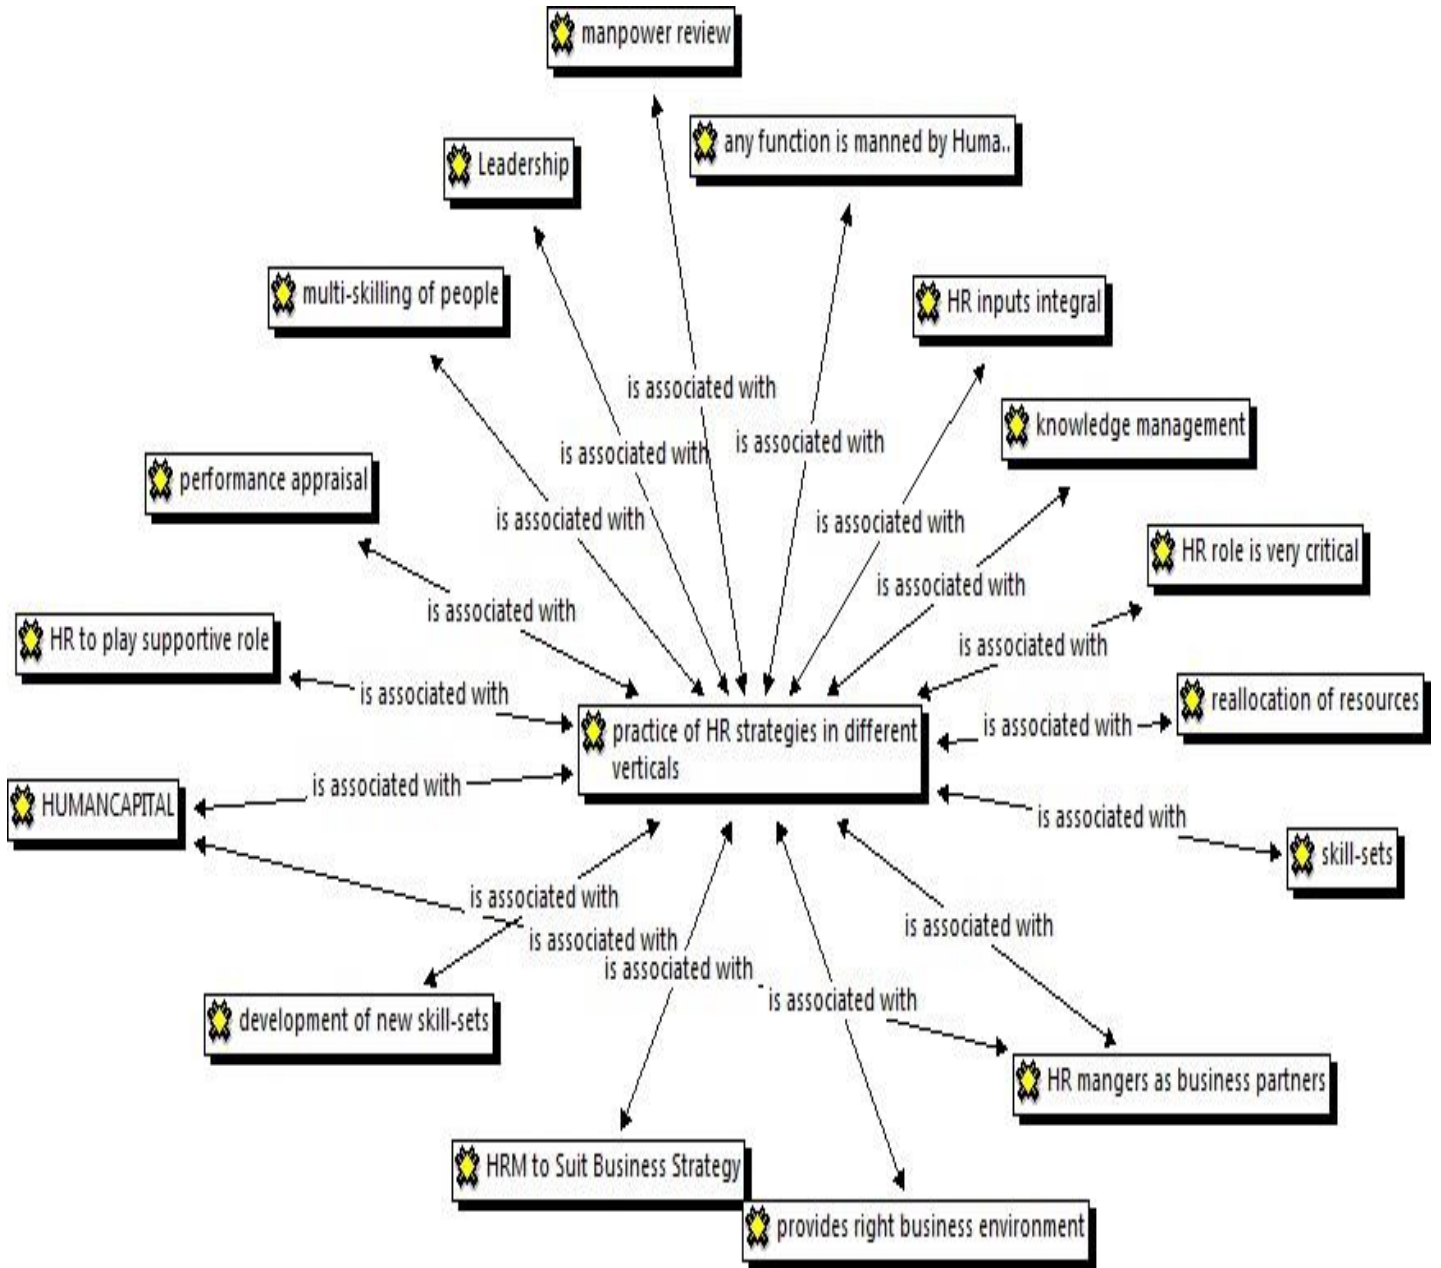 manpower review
any function is manned by Huma..
Leadership
multi-skilling of people
HR inputs integral
is associated with
is associated with
is associated with
knowledge management
performance appraisal
is associated with
is associated with
HR role is very critical
is associated with
is associated with
HR to play supportive role
is associated with
is associated with
reallocation of resources
is associated with
practice of HR strategies in different
verticals
is associated with
HUMANCAPITAL
is associated with
skill-sets
is associated with
is associated with
is associated with
is associated with
is associated with
development of new skill-sets
HR mangers as business partners
HRM to Suit Business Strategy
provides right business environment